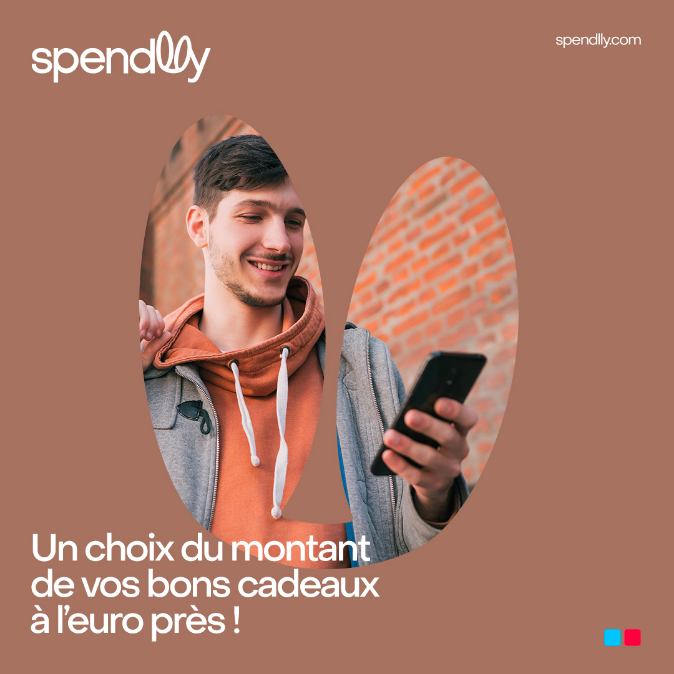 spendlly
spendlly.com
Un choix du montant
de vos bons cadeaux
à l’euro près !